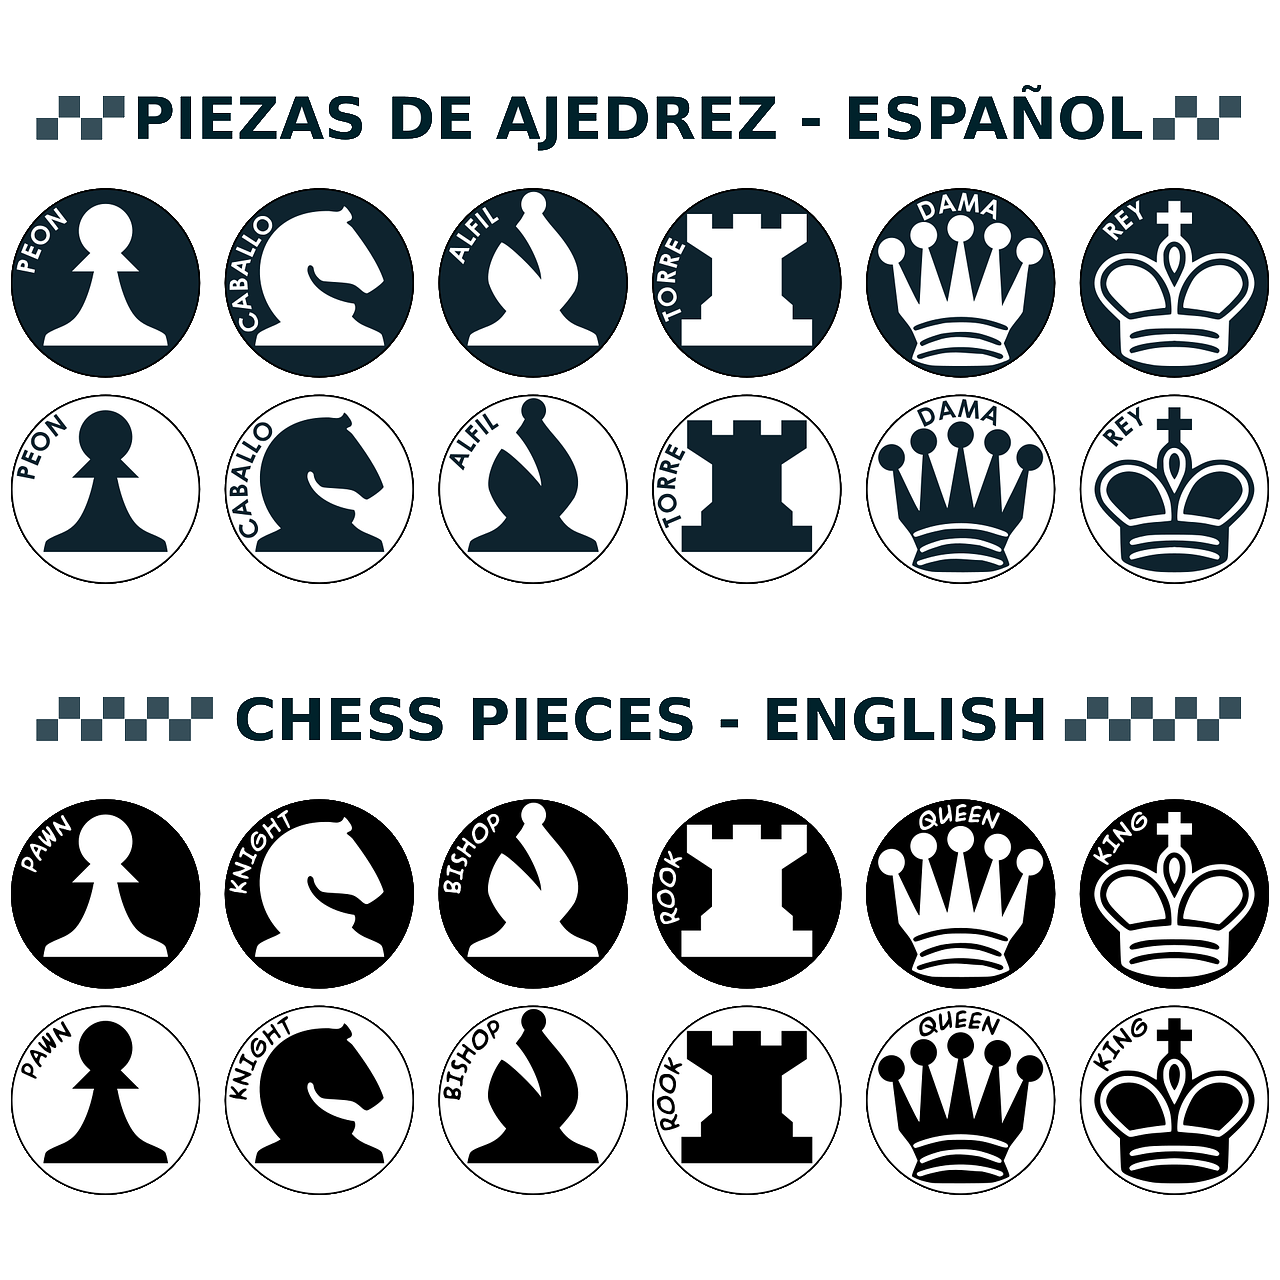 PIEZAS DE AJEDREZ - ESPAÑOL
PEON CABALLO ALFIL TORRE DAMA REY
PEON CABALLO ALFIL TORRE DAMA REY
CHESS PIECES - ENGLISH
PAWN KNIGHT BISHOP ROOK QUEEN KING
PAWN KNIGHT BISHOP ROOK QUEEN KING